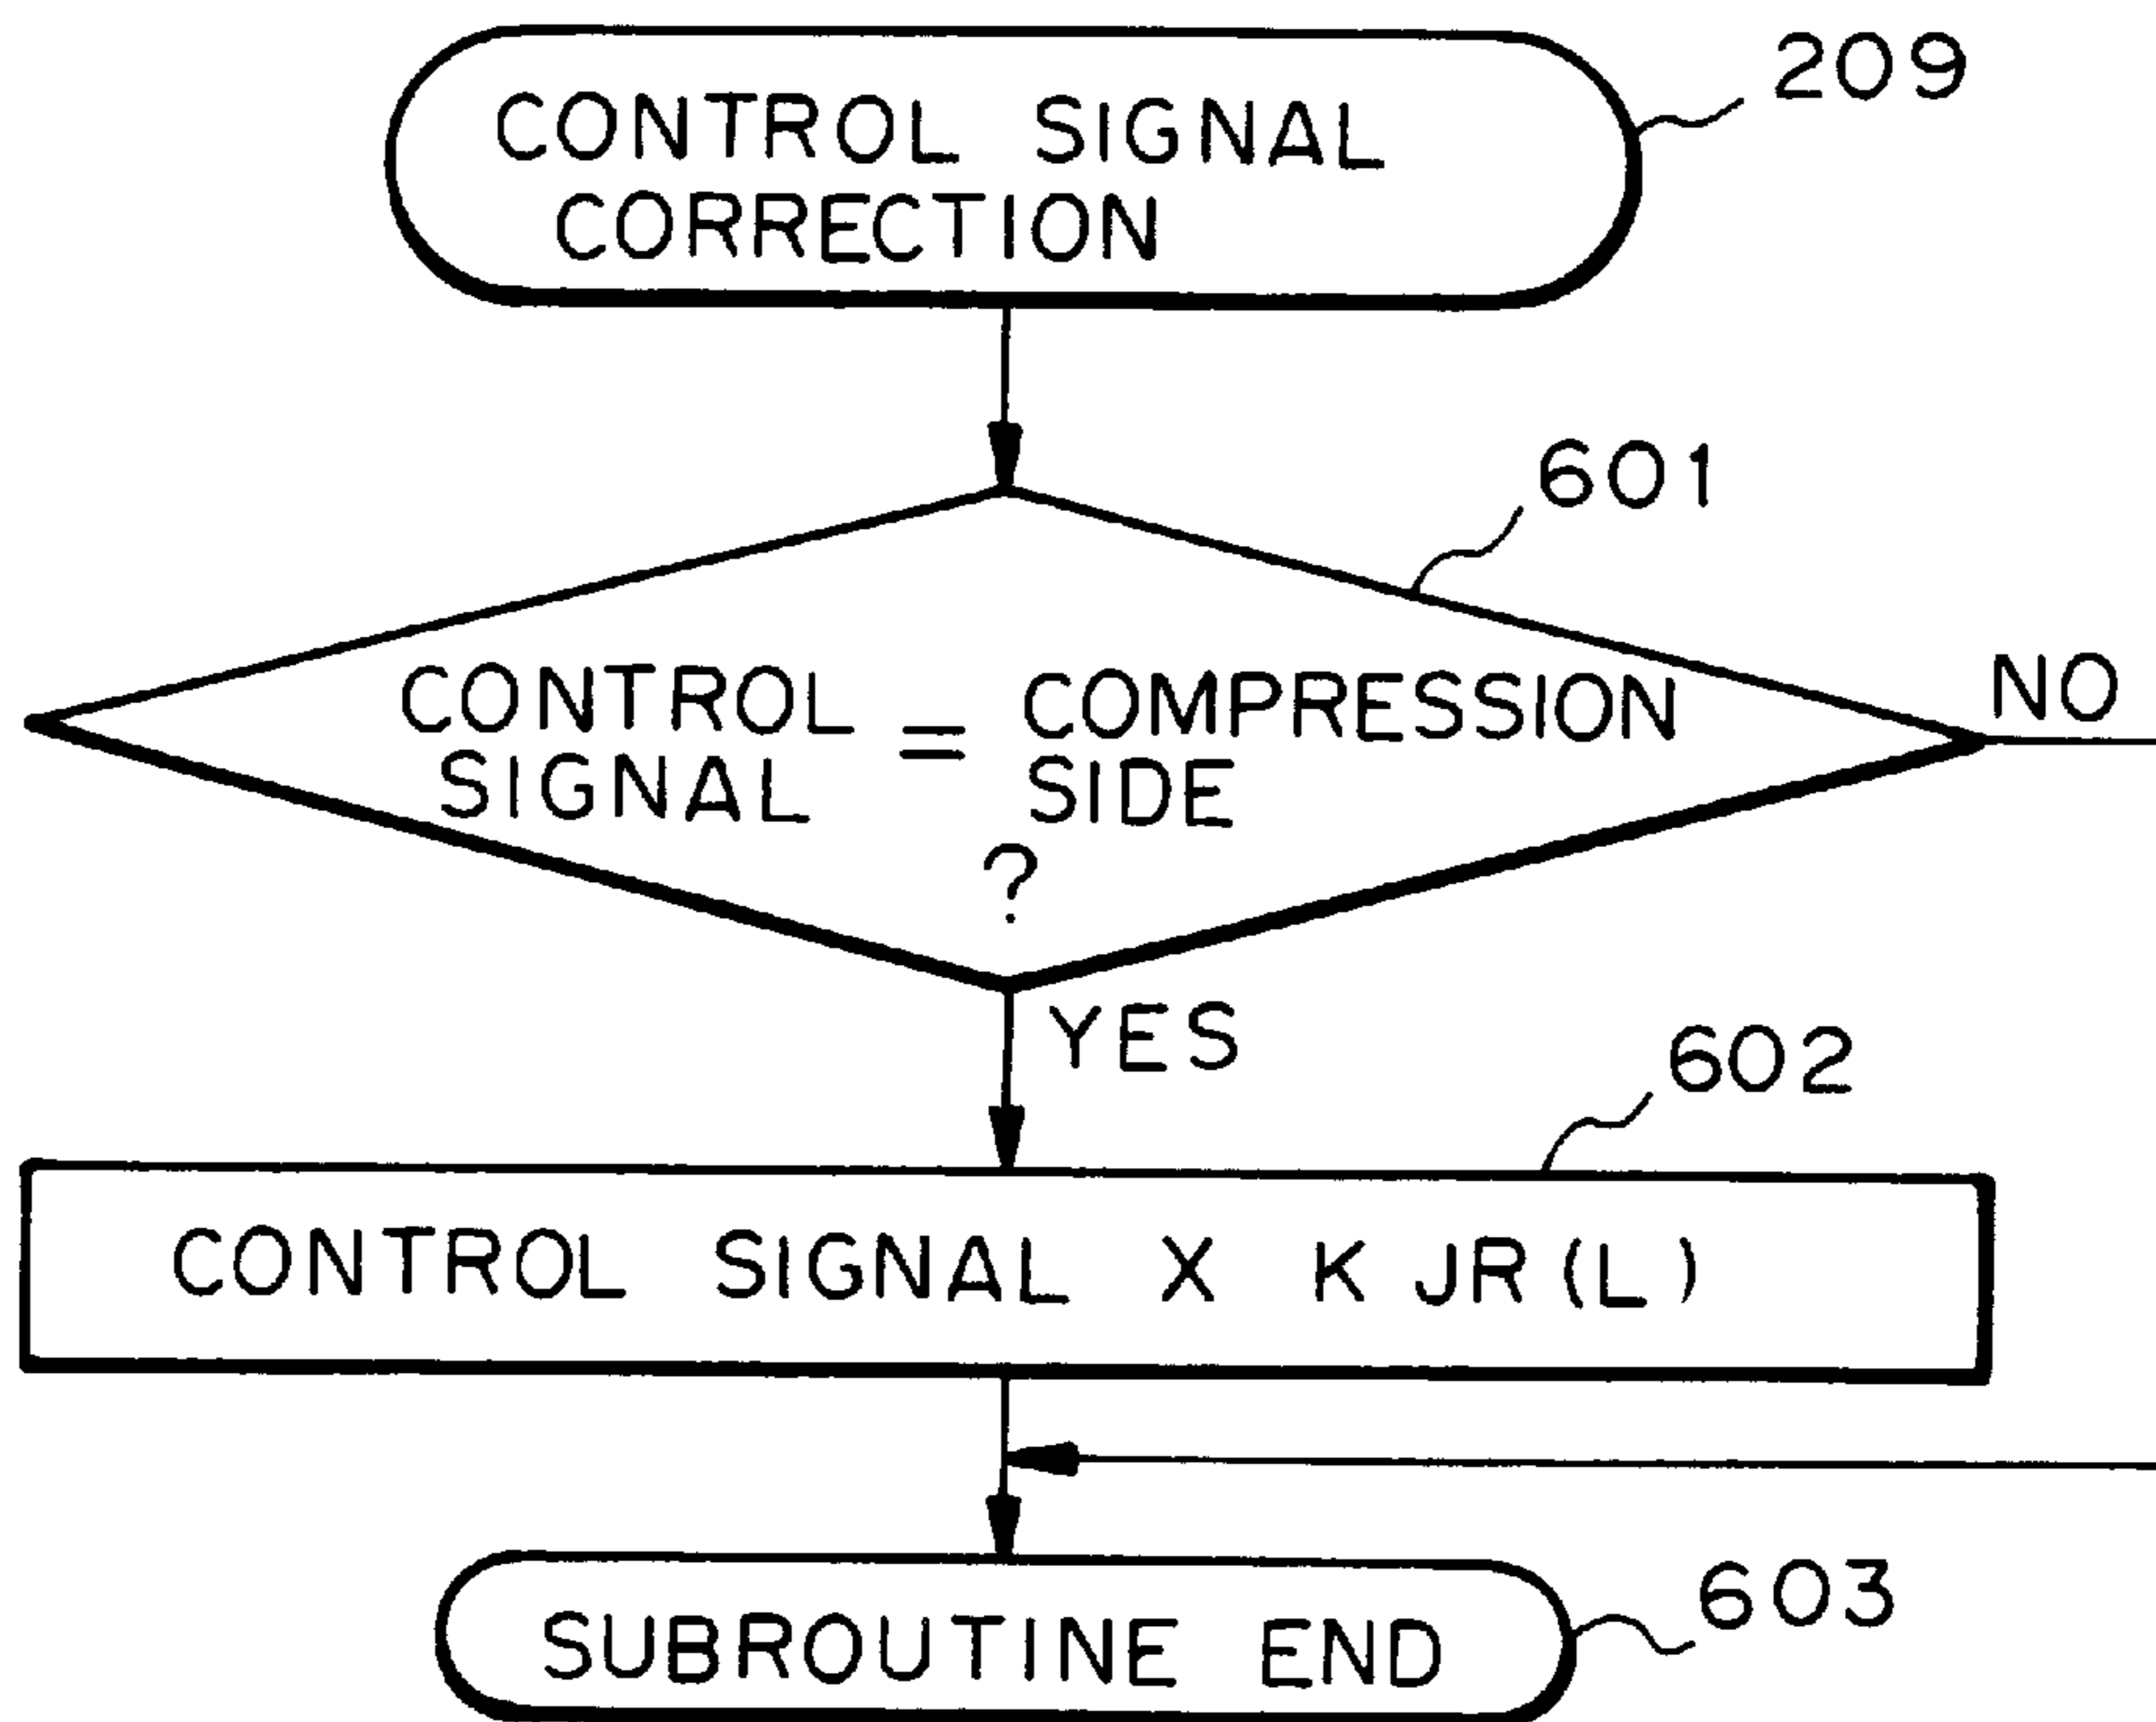 209
CONTROL SIGNAL
CORRECTION
601
CONTROL = COMPRESSION
SIGNAL SIDE
?
NO
YES
602
CONTROL SIGNAL X K JR (L)
603
SUBROUTINE END